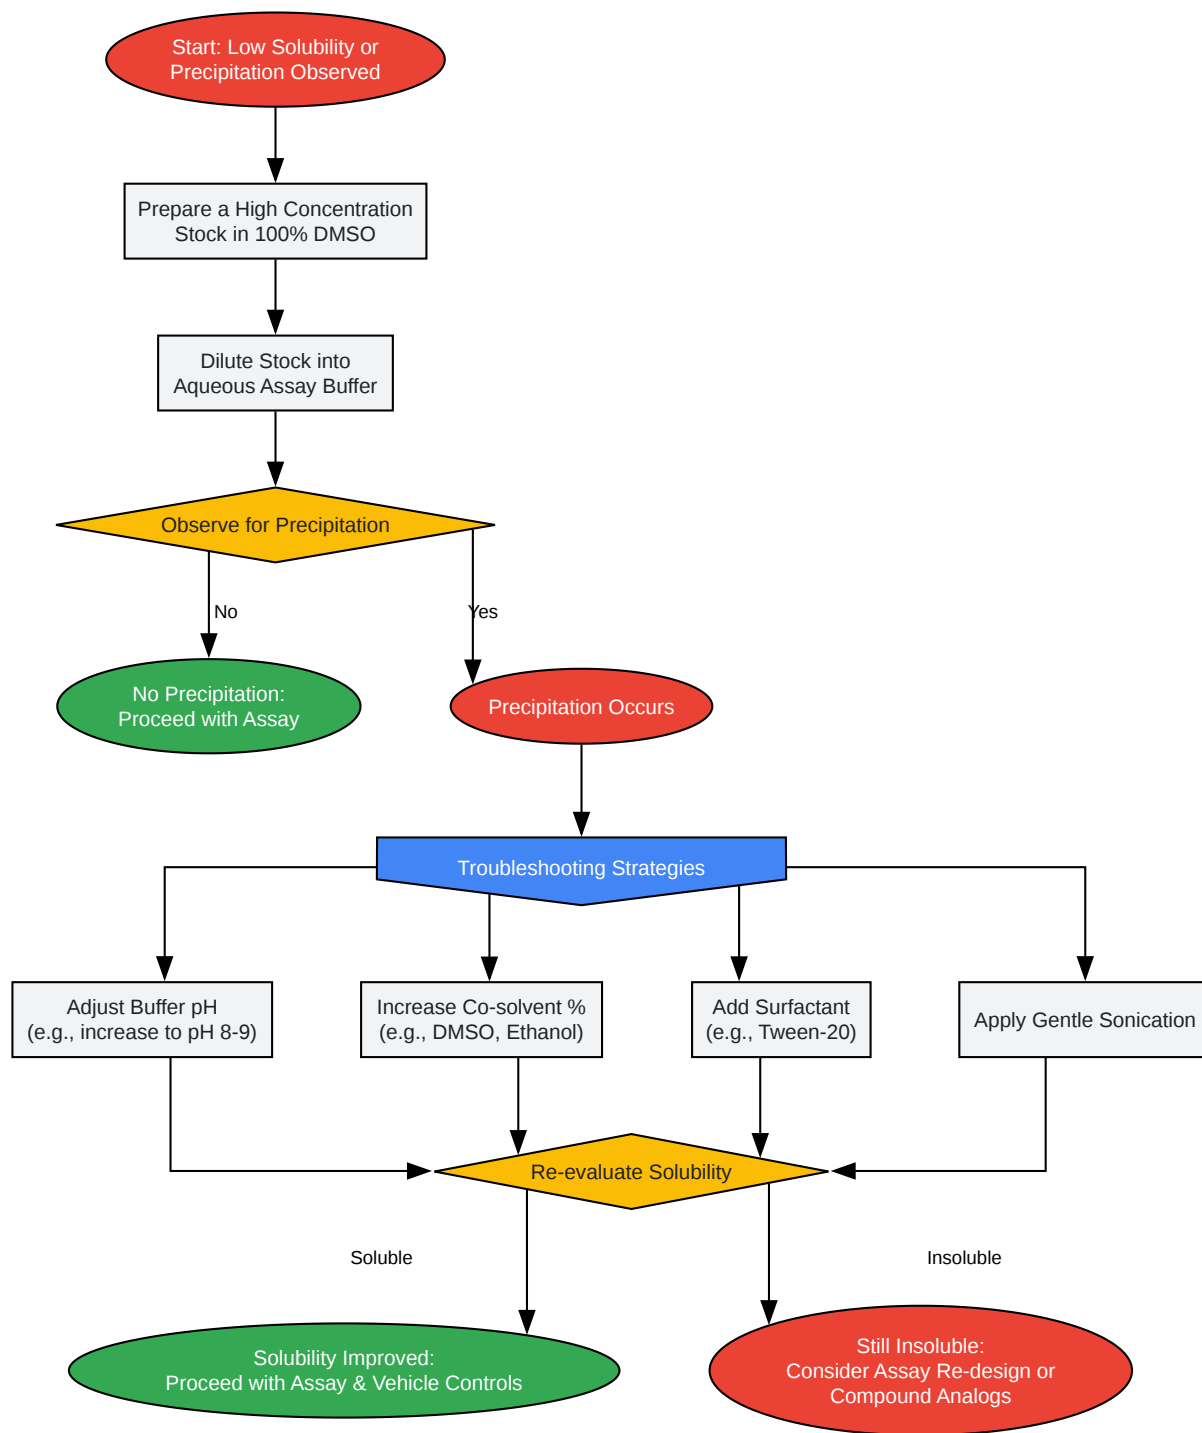 Start: Low Solubility or
Precipitation Observed
Prepare a High Concentration
Stock in 100% DMSO
Dilute Stock into
Aqueous Assay Buffer
Observe for Precipitation
No
Yes
No Precipitation:
Proceed with Assay
Precipitation Occurs
Troubleshooting Strategies
Adjust Buffer pH
(e.g., increase to pH 8-9)
Increase Co-solvent %
(e.g., DMSO, Ethanol)
Add Surfactant
(e.g., Tween-20)
Apply Gentle Sonication
Re-evaluate Solubility
Soluble
Insoluble
Solubility Improved:
Proceed with Assay & Vehicle Controls
Still Insoluble:
Consider Assay Re-design or
Compound Analogs